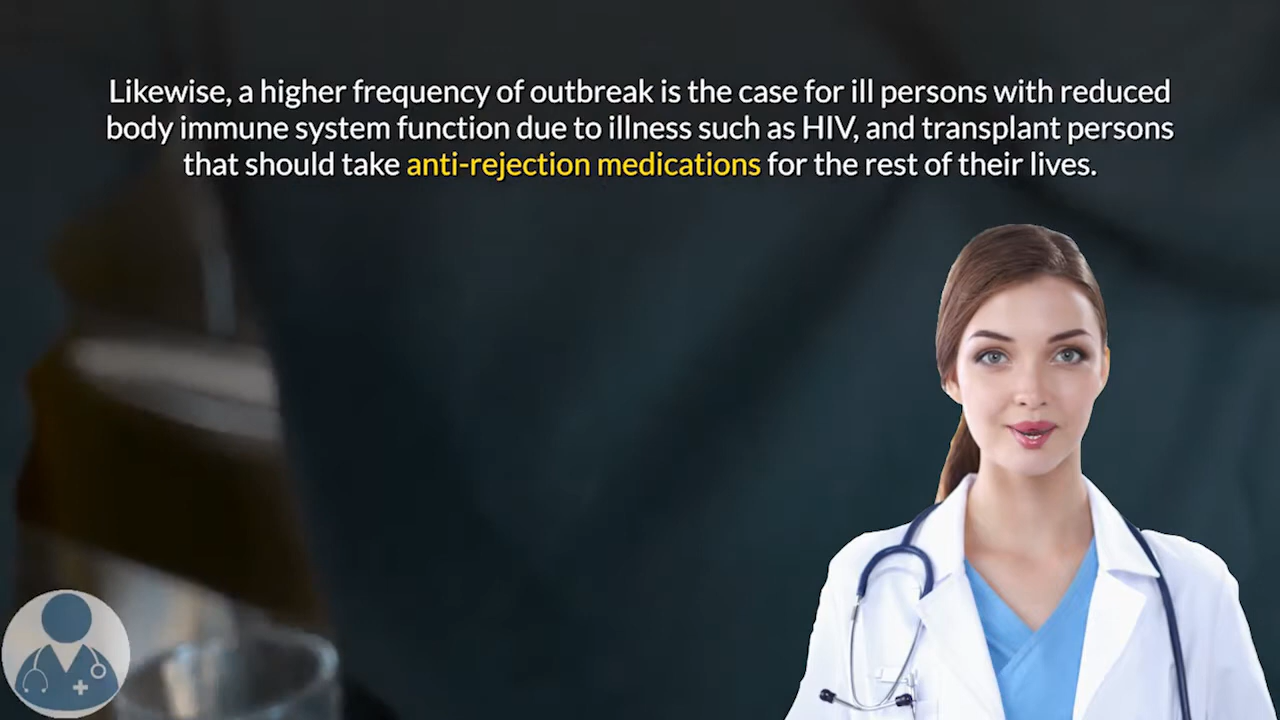 Likewise, a higher frequency of outbreak is the case for ill persons with reduced
body immune system function due to illness such as HIV, and transplant persons
that should take anti-rejection medications for the rest of their lives.